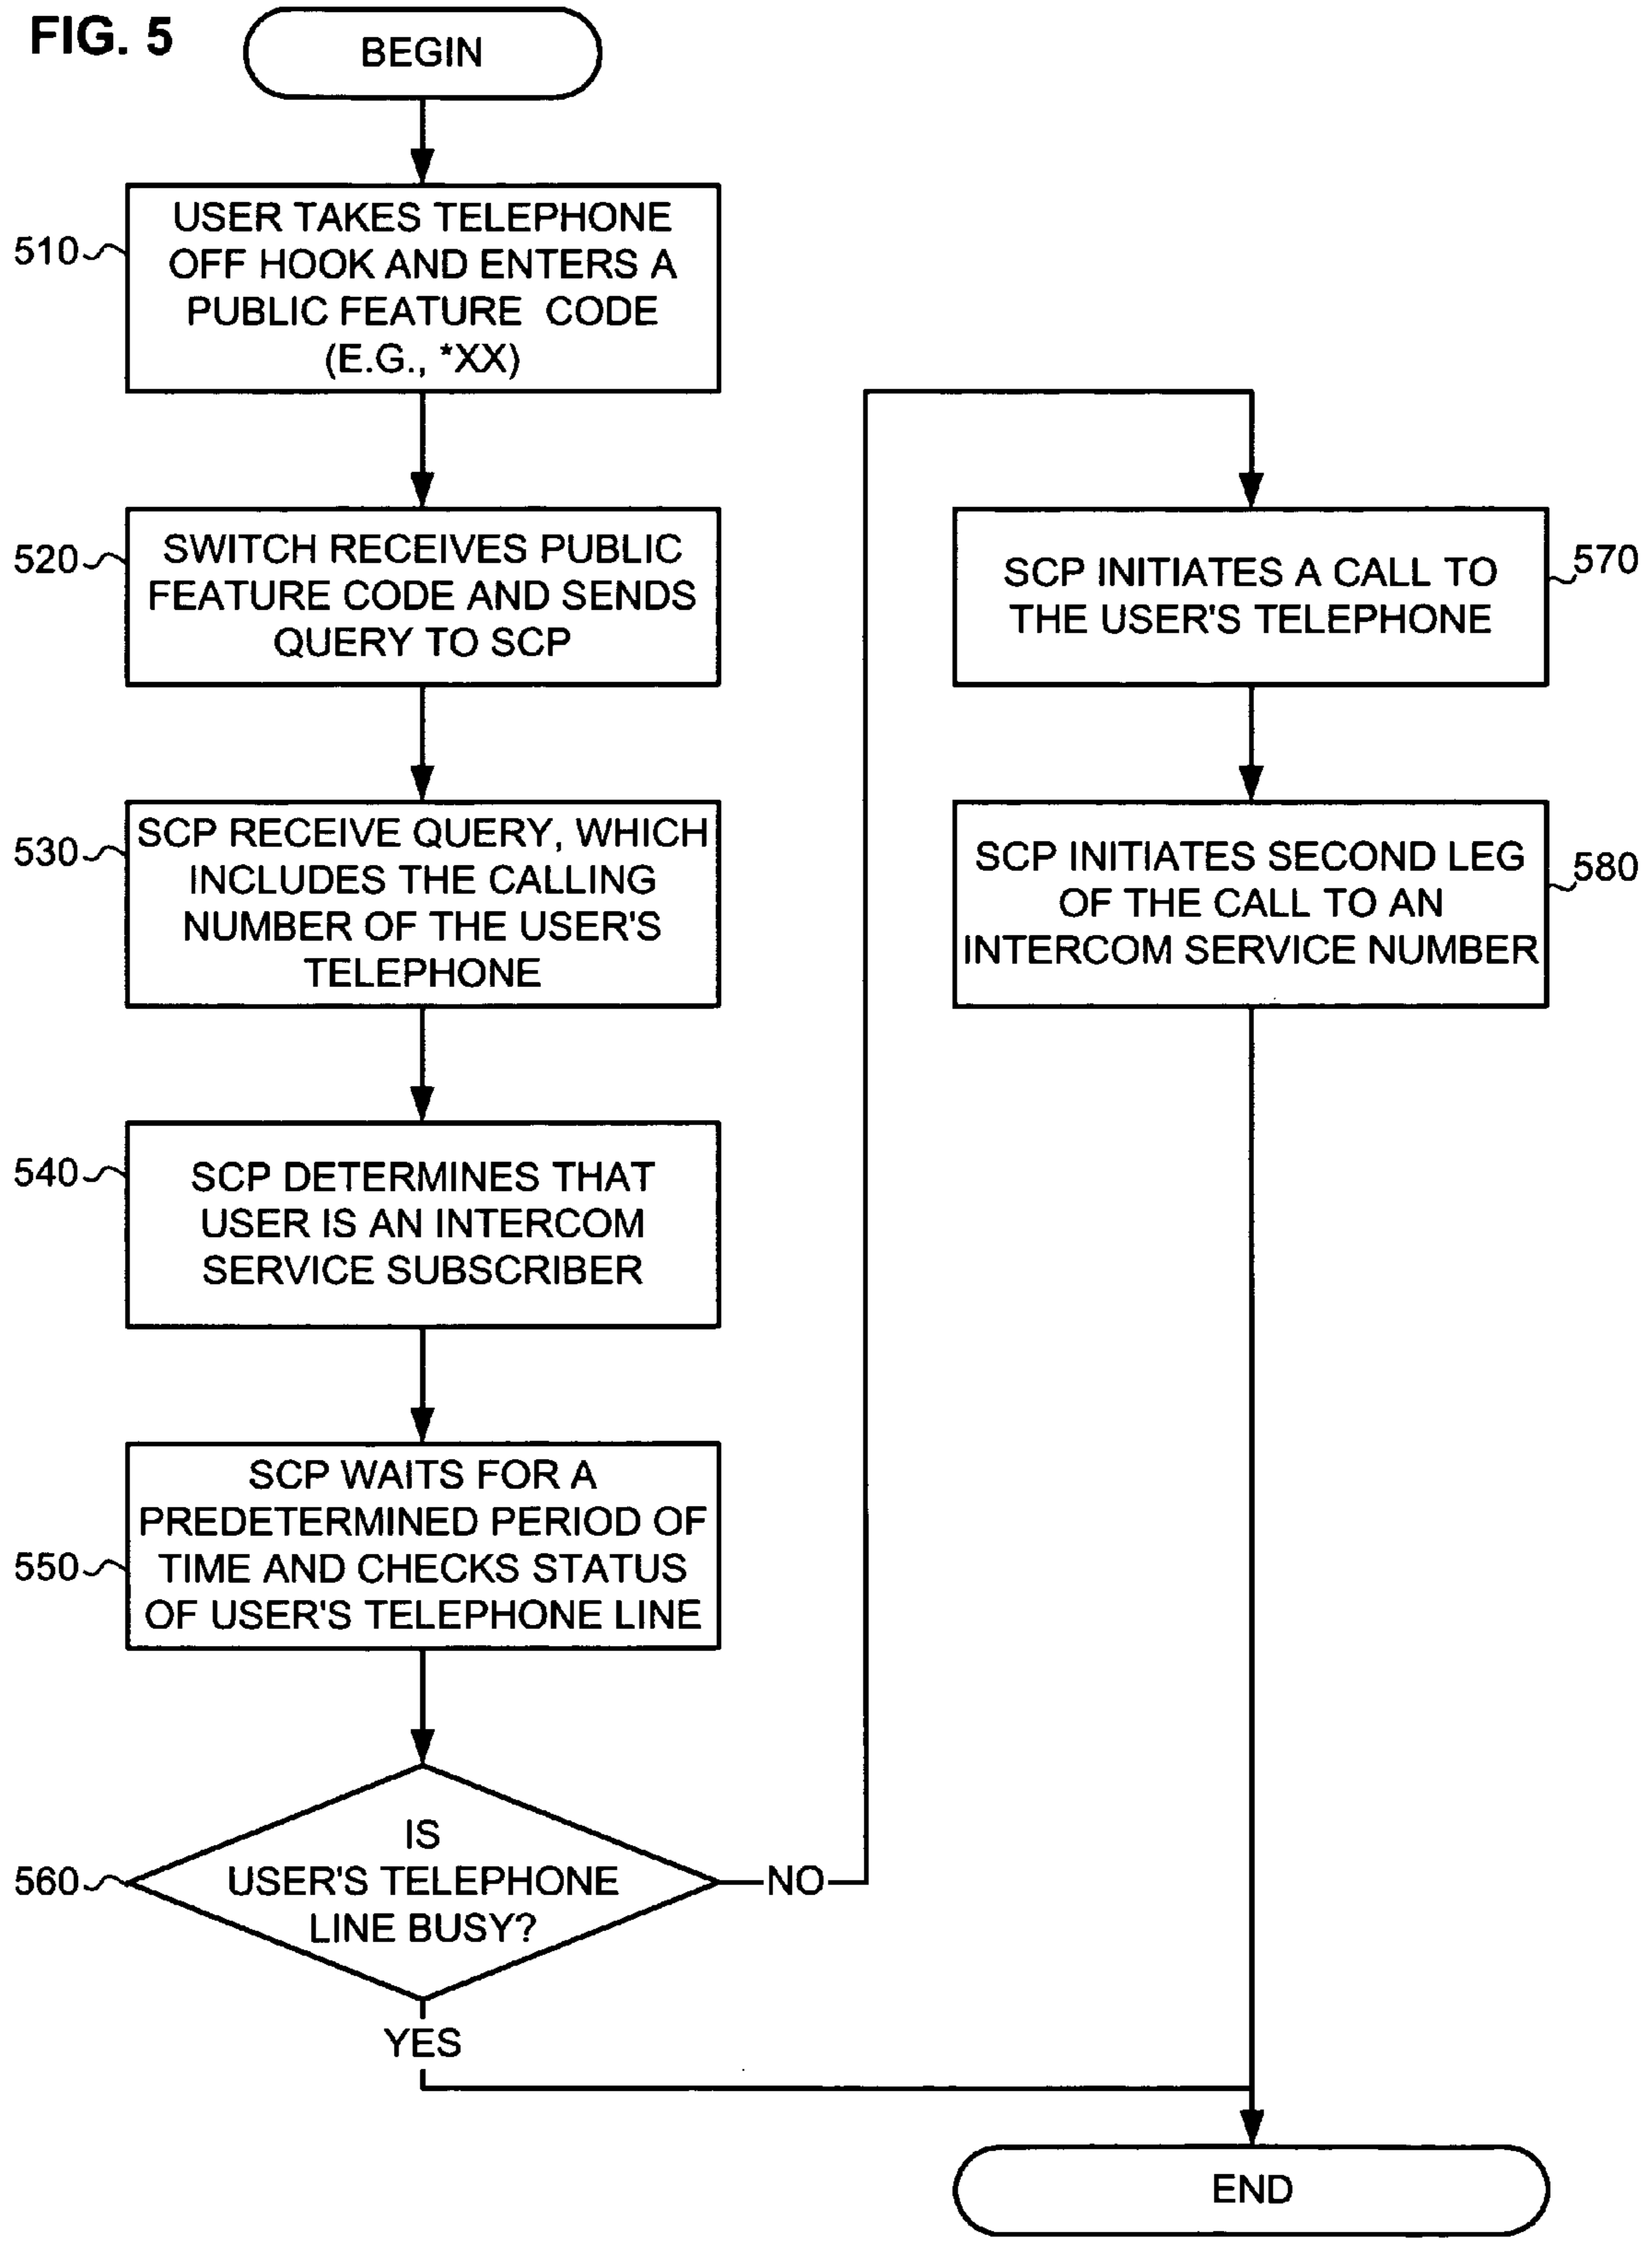 FIG. 5
BEGIN
510
USER TAKES TELEPHONE
OFF HOOK AND ENTERS A
PUBLIC FEATURE CODE
(E.G., *XX)
520
SWITCH RECEIVES PUBLIC
FEATURE CODE AND SENDS
QUERY TO SCP
530
SCP RECEIVE QUERY, WHICH
INCLUDES THE CALLING
NUMBER OF THE USER'S
TELEPHONE
540
SCP DETERMINES THAT
USER IS AN INTERCOM
SERVICE SUBSCRIBER
550
SCP WAITS FOR A
PREDETERMINED PERIOD OF
TIME AND CHECKS STATUS
OF USER'S TELEPHONE LINE
560
IS
USER'S TELEPHONE
LINE BUSY?
NO
YES
570
SCP INITIATES A CALL TO
THE USER'S TELEPHONE
580
SCP INITIATES SECOND LEG
OF THE CALL TO AN
INTERCOM SERVICE NUMBER
END